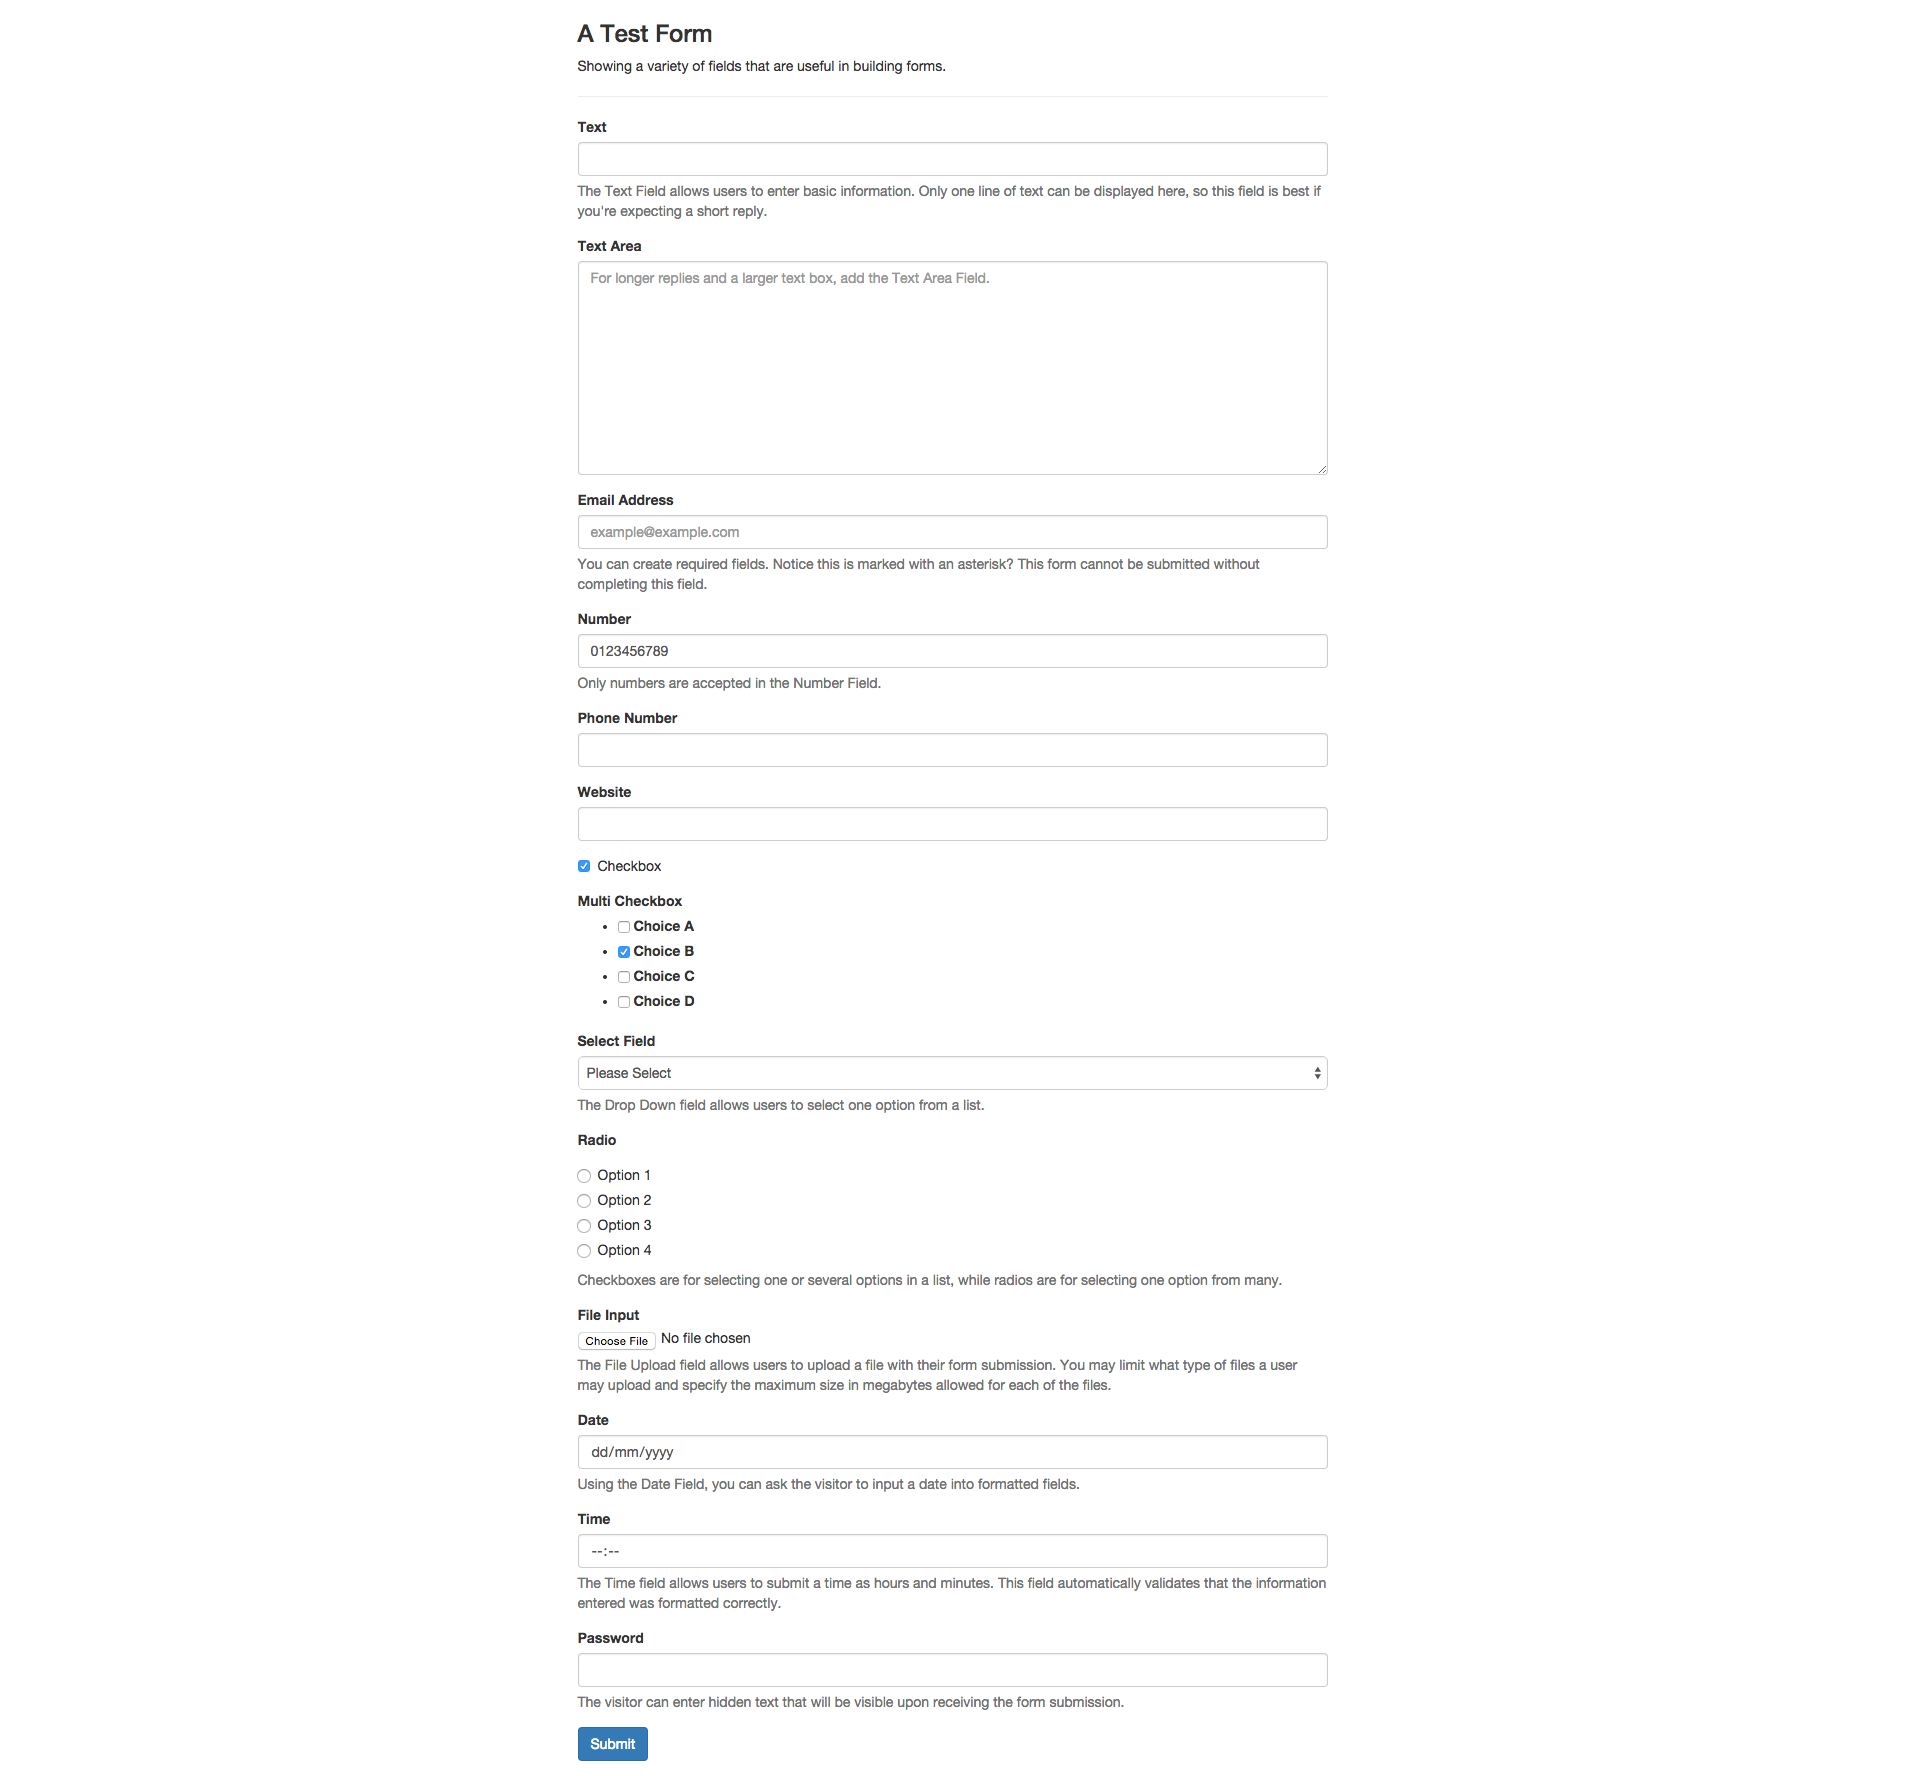 A Test Form
Showing a variety of fields that are useful in building forms.
Text
The Text Field allows users to enter basic information. Only one line of text can be displayed here, so this field is best if
you're expecting a short reply.
Text Area
For longer replies and a larger text box, add the Text Area Field.
Email Address
example@example.com
You can create required fields. Notice this is marked with an asterisk? This form cannot be submitted without
completing this field.
Number
0123456789
Only numbers are accepted in the Number Field.
Phone Number
Website
Checkbox
Multi Checkbox
Choice A
Choice B
Choice C
Choice D
Select Field
Please Select
The Drop Down field allows users to select one option from a list.
Radio
Option 1
Option 2
Option 3
Option 4
Checkboxes are for selecting one or several options in a list, while radios are for selecting one option from many.
File Input
Choose File No file chosen
The File Upload field allows users to upload a file with their form submission. You may limit what type of files a user
may upload and specify the maximum size in megabytes allowed for each of the files.
Date
dd/mm/yyyy
Using the Date Field, you can ask the visitor to input a date into formatted fields.
Time
--:--
The Time field allows users to submit a time as hours and minutes. This field automatically validates that the information
entered was formatted correctly.
Password
The visitor can enter hidden text that will be visible upon receiving the form submission.
Submit